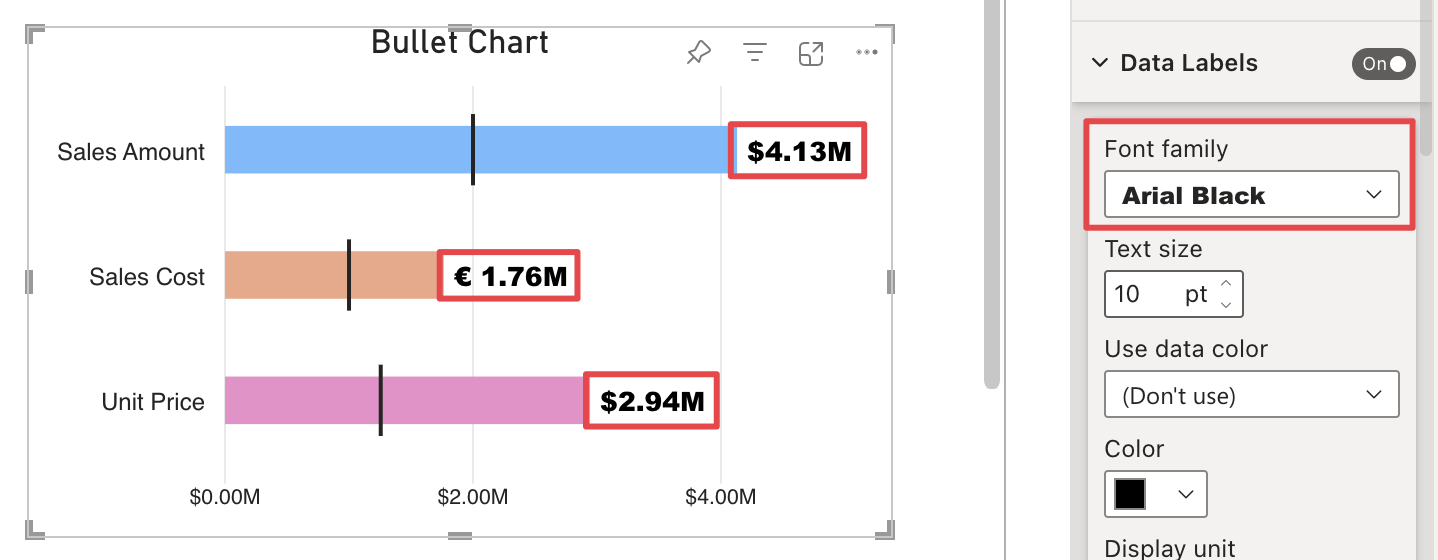 Bullet Chart
Sales Amount
$4.13M
Sales Cost
€ 1.76M
Unit Price
$2.94M
$0.00M
$2.00M
$4.00M
Data Labels
On
Font family
Arial Black
Text size
10 pt
Use data color
(Don't use)
Color
Display unit